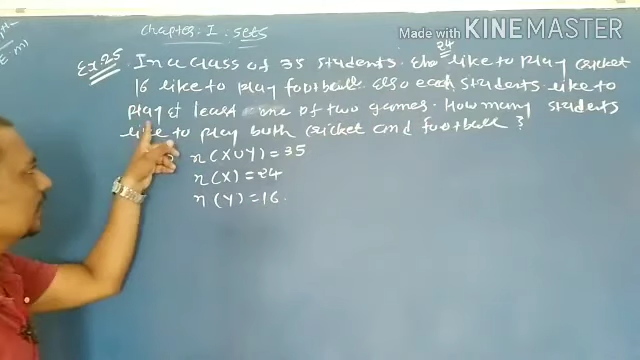 Made with KINEMASTER
Chapter-I. Sets
24
Ex.25 In a class of 35 students. like to play cricket
16 like to play football also each students like to
play at least one of two games. How many students
like to play both cricket and football?
n(X∪Y)=35
n(X)=24
n(Y)=16.